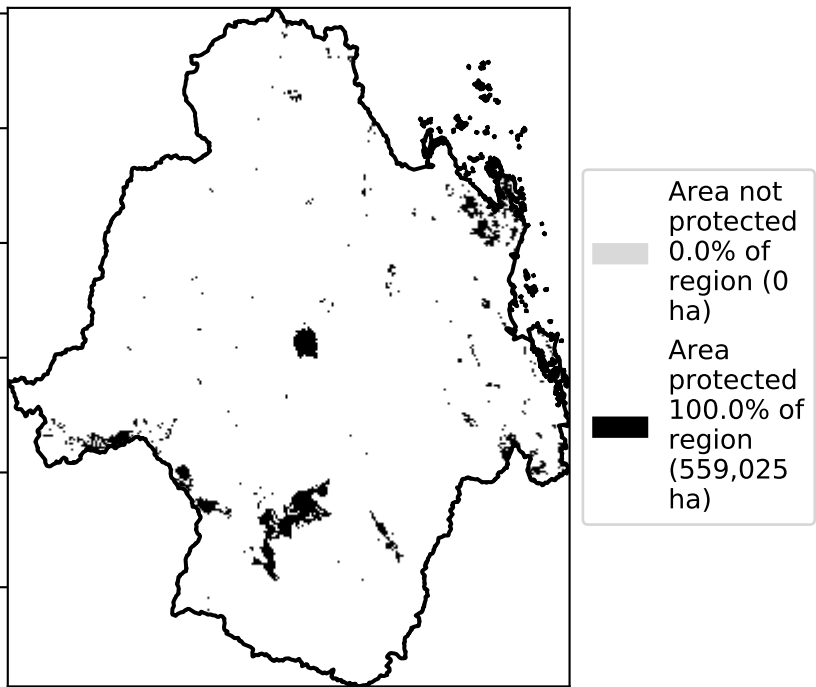 Area not
protected
0.0% of
region (0
ha)
Area
protected
100.0% of
region
(559,025
ha)